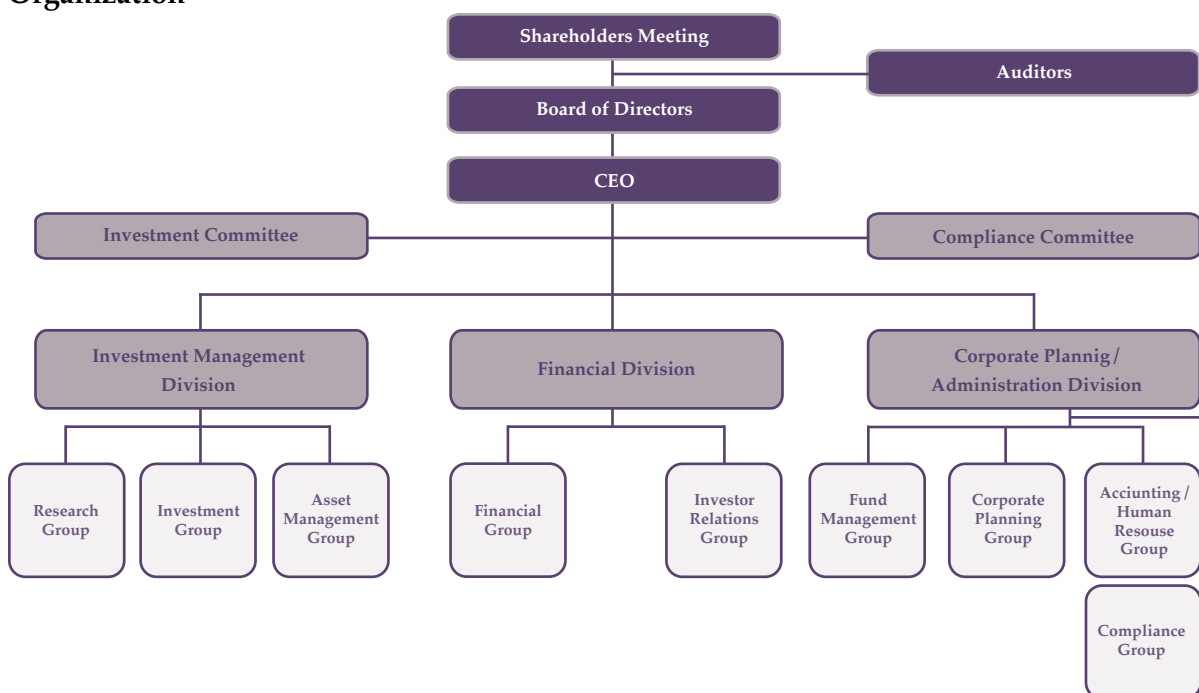 Organization
Shareholders Meeting
Auditors
Board of Directors
CEO
Investment Committee
Compliance Committee
Investment Management
Division
Financial Division
Corporate Plannig /
Administration Division
Research
Group
Investment
Group
Asset
Management
Group
Financial
Group
Investor
Relations
Group
Fund
Management
Group
Corporate
Planning
Group
Acciunting /
Human
Resouse
Group
Compliance
Group